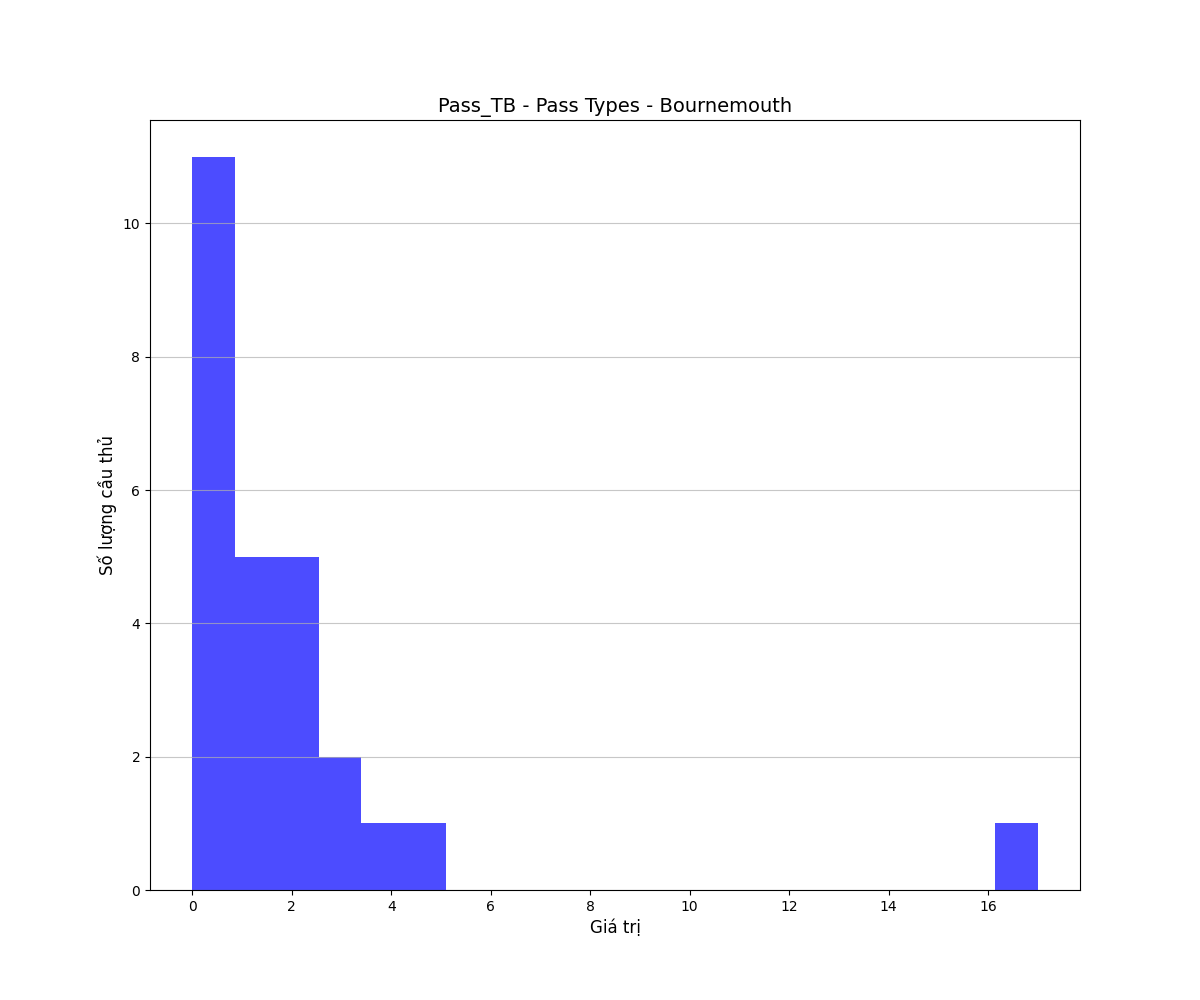 Pass_TB - Pass Types - Bournemouth
10
8
6
4
2
0
Số lượng cầu thủ
0 2 4 6 8 10 12 14 16
Giá trị